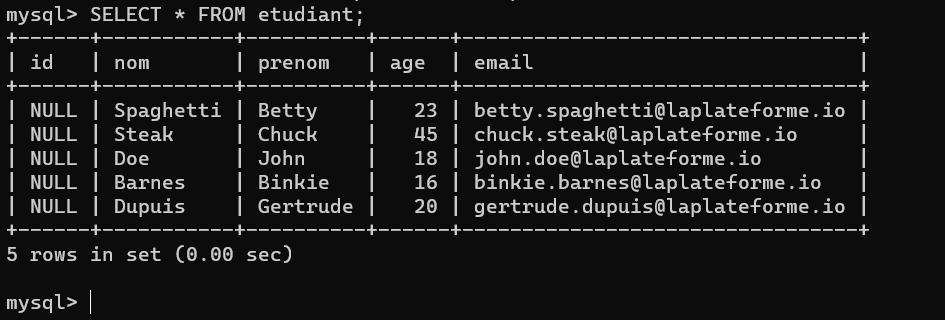 mysql> SELECT * FROM etudiant;
+------+-----------+----------+------+--------------------------------+
| id   | nom       | prenom   | age  | email                          |
+------+-----------+----------+------+--------------------------------+
| NULL | Spaghetti | Betty    |   23 | betty.spaghetti@laplateforme.io |
| NULL | Steak     | Chuck    |   45 | chuck.steak@laplateforme.io     |
| NULL | Doe       | John     |   18 | john.doe@laplateforme.io        |
| NULL | Barnes    | Binkie   |   16 | binkie.barnes@laplateforme.io   |
| NULL | Dupuis    | Gertrude |   20 | gertrude.dupuis@laplateforme.io |
+------+-----------+----------+------+--------------------------------+
5 rows in set (0.00 sec)
mysql>